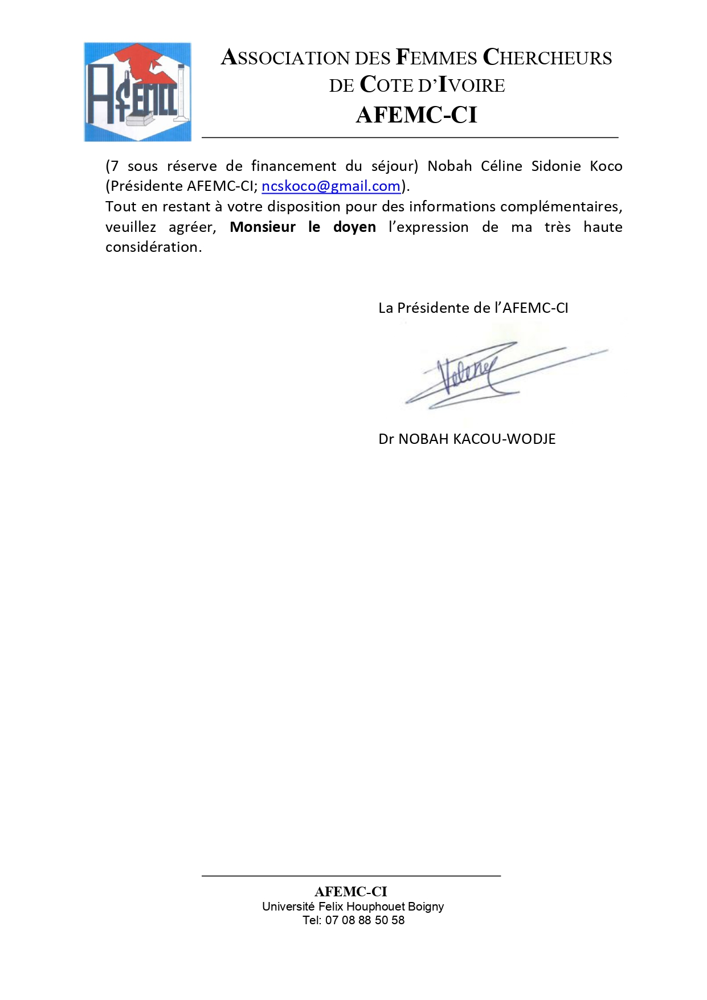 AFEMCCI
ASSOCIATION DES FEMMES CHERCHEURS
DE COTE D’IVOIRE
AFEMC-CI
(7 sous réserve de financement du séjour) Nobah Céline Sidonie Koco
(Présidente AFEMC-CI; ncskoco@gmail.com).
Tout en restant à votre disposition pour des informations complémentaires,
veuillez agréer, Monsieur le doyen l’expression de ma très haute
considération.
La Présidente de l’AFEMC-CI
Dr NOBAH KACOU-WODJE
AFEMC-CI
Université Felix Houphouet Boigny
Tel: 07 08 88 50 58